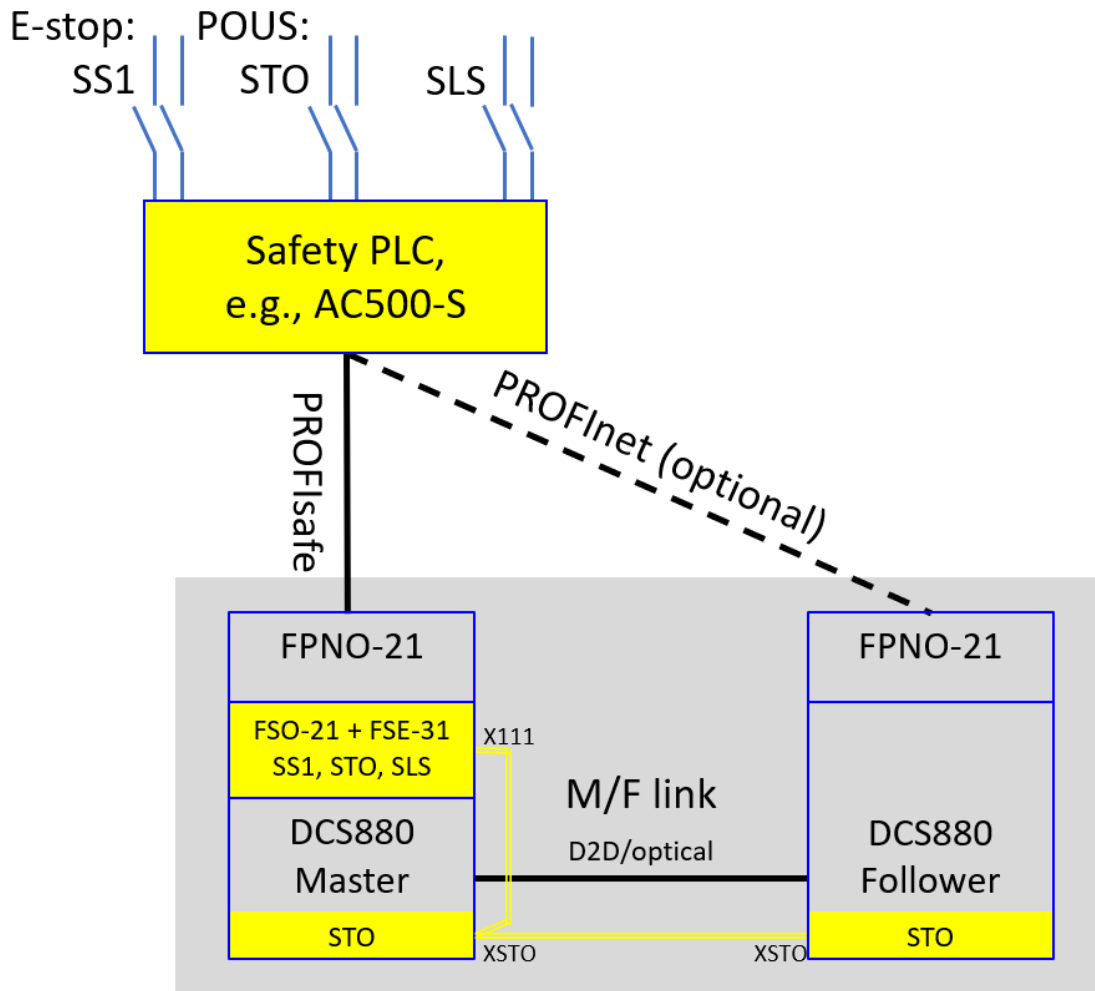 E-stop: POUS:
SS1 STO SLS
Safety PLC,
e.g., AC500-S
PROFIsafe
PROFInet (optional)
FPNO-21
FPNO-21
FSO-21 + FSE-31
SS1, STO, SLS
X111
M/F link
D2D/optical
DCS880
Master
DCS880
Follower
STO
XSTO
XSTO
STO